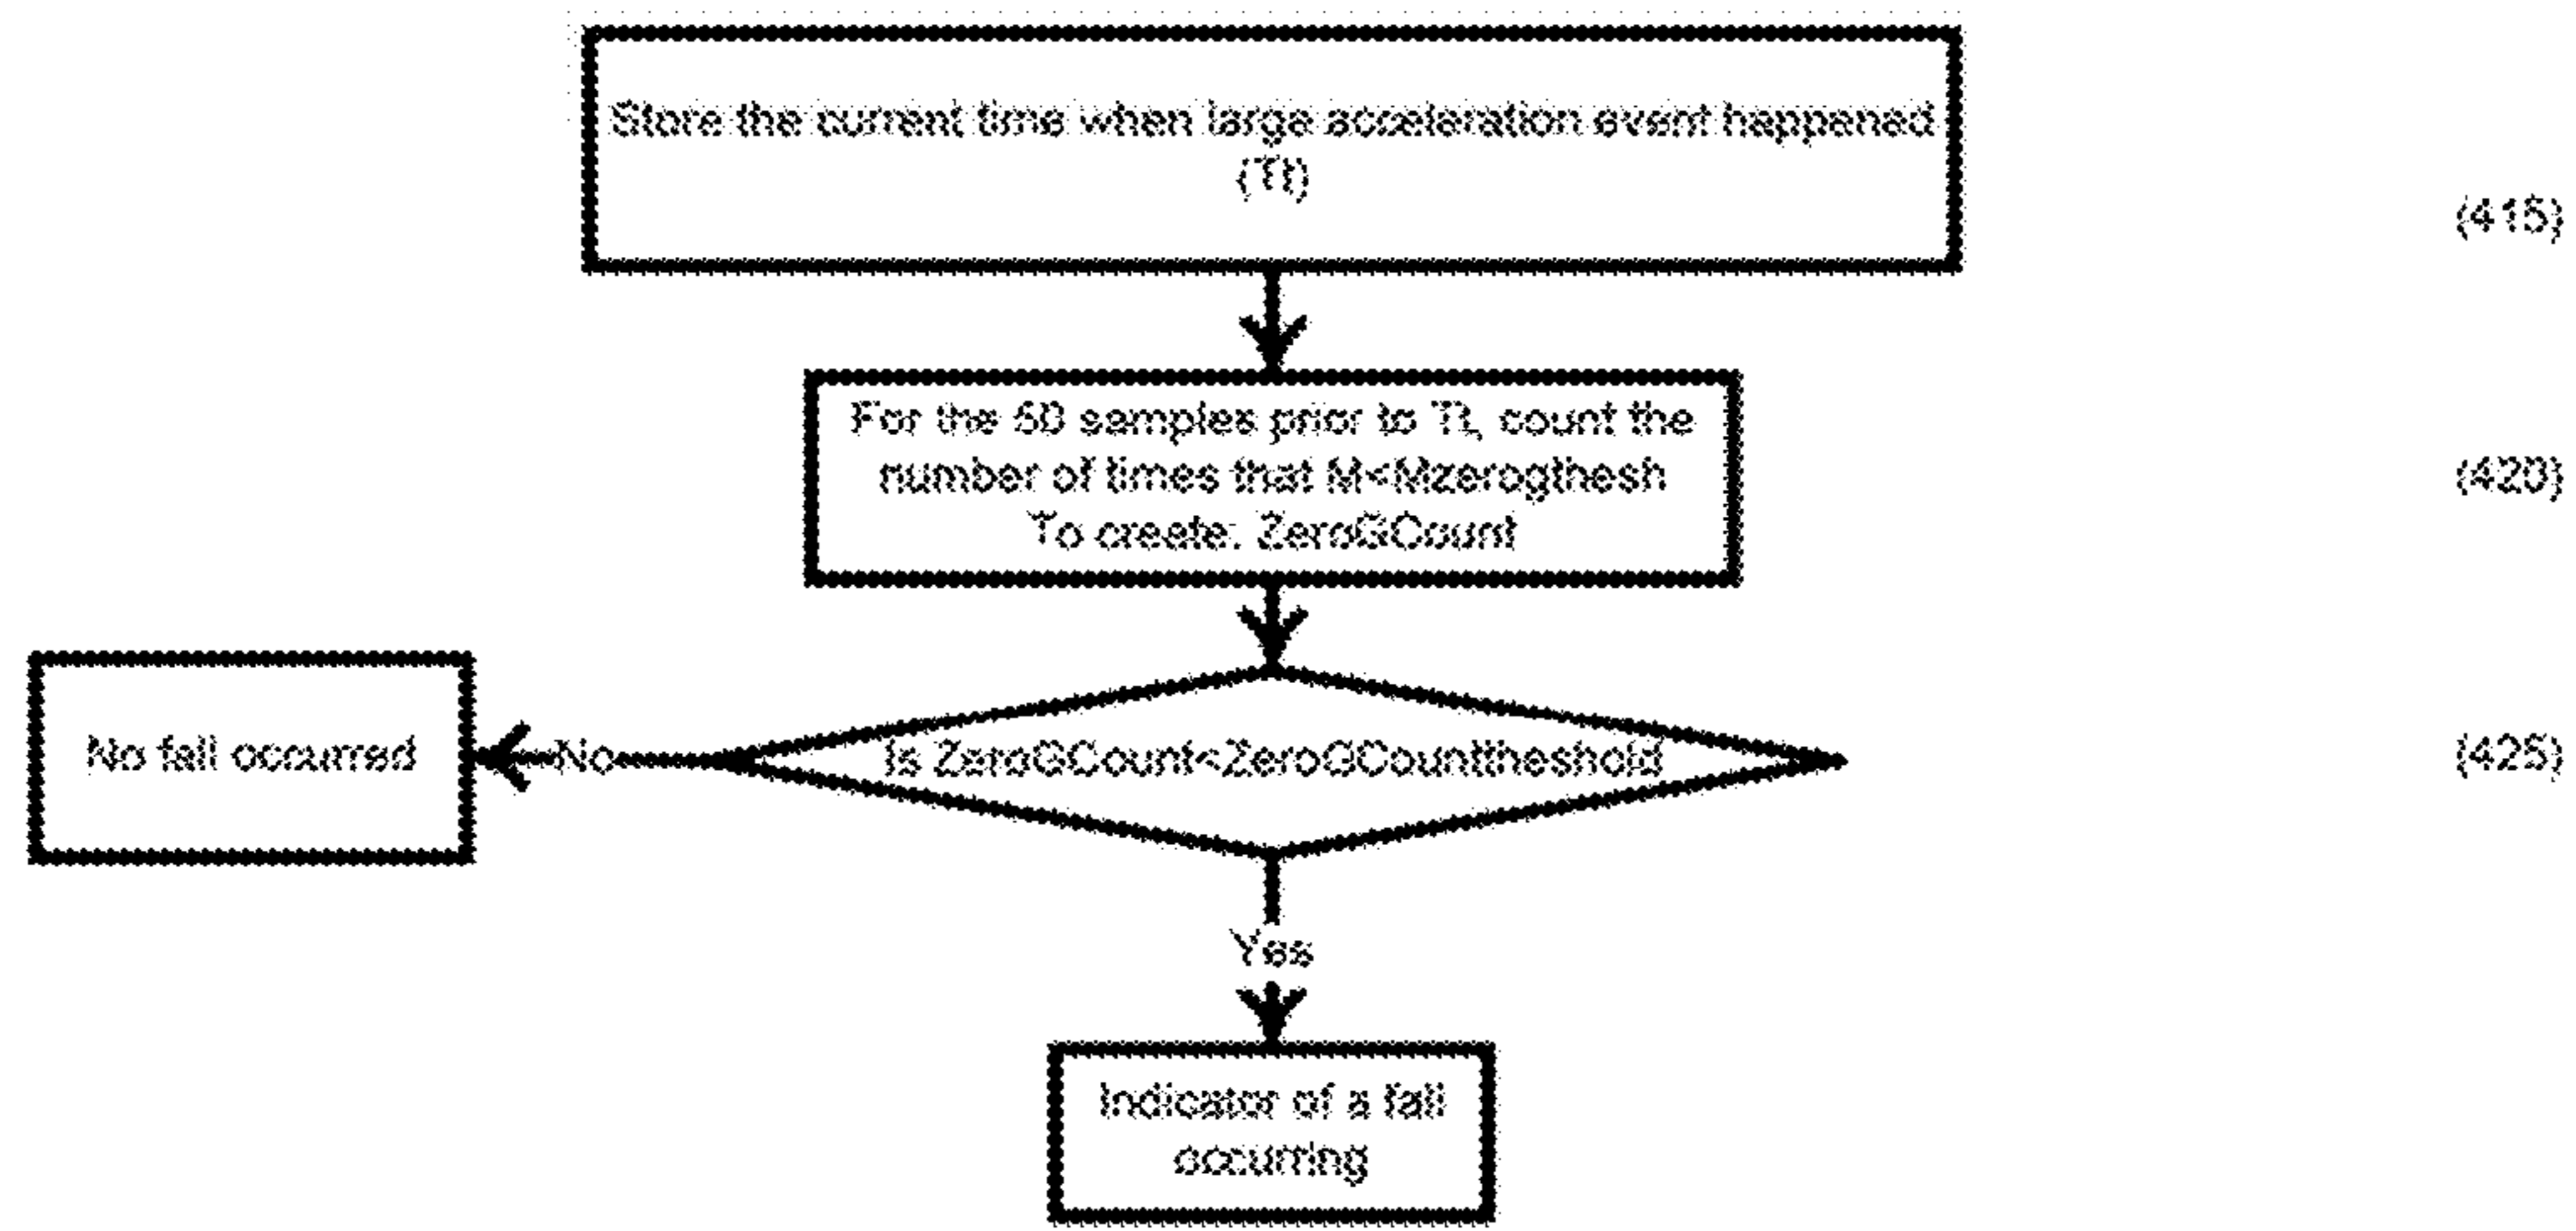 Store the current time when large acceleration event happened
(Tt)
(415)
For the 50 samples prior to Tt, count the
number of times that M<Mzerogthesh
To create: ZeroGCount
(420)
Is ZeroGCount<ZeroGCounttheshold
(425)
No
No fall occurred
Yes
Indicator of a fall
occurring